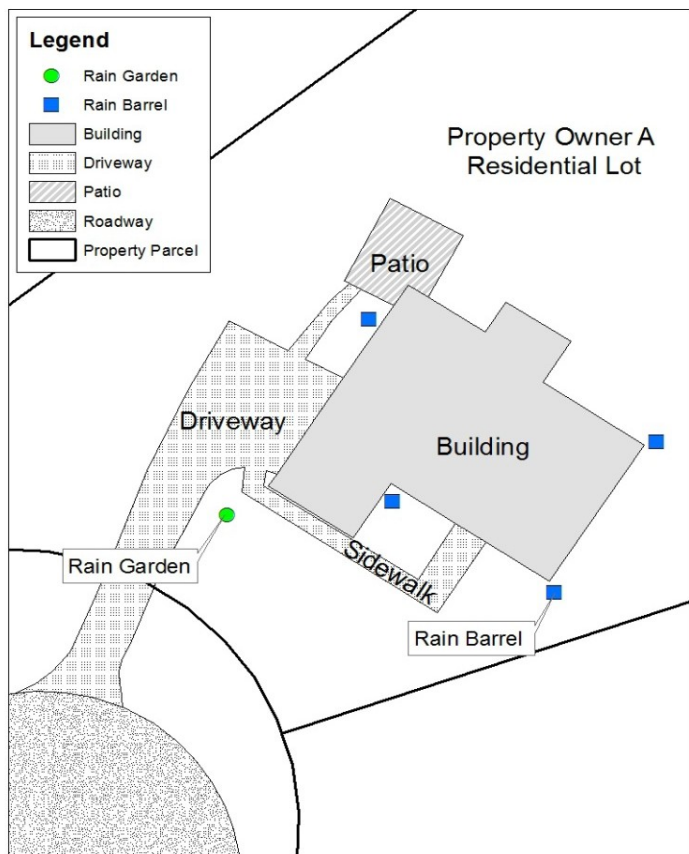 Legend
Rain Garden
Rain Barrel
Building
Driveway
Patio
Roadway
Property Parcel
Property Owner A
Residential Lot
Patio
Driveway
Building
Rain Garden
Sidewalk
Rain Barrel